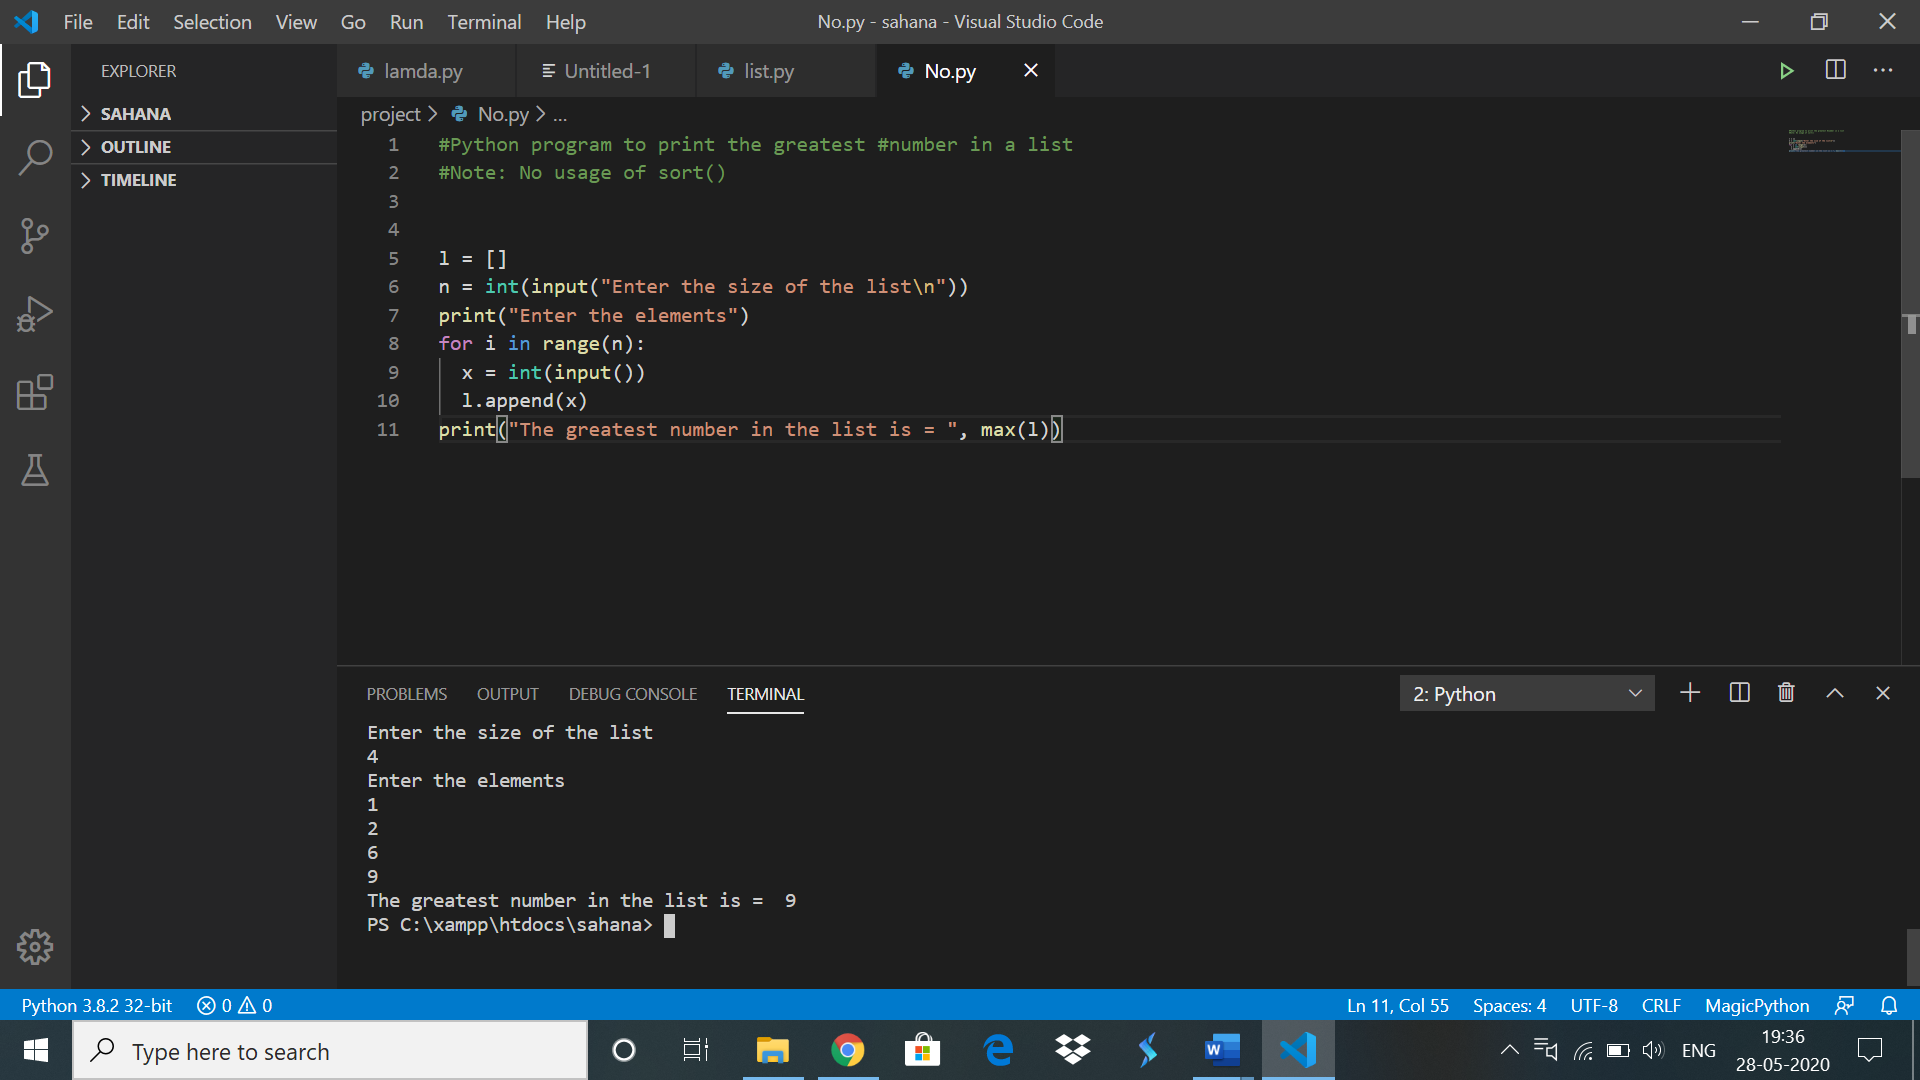 File Edit Selection View Go Run Terminal Help No.py - sahana - Visual Studio Code
EXPLORER
SAHANA
OUTLINE
TIMELINE
lamda.py Untitled-1 list.py No.py
project > No.py > ...
1 #Python program to print the greatest #number in a list
2 #Note: No usage of sort()
3
4
5 l = []
6 n = int(input("Enter the size of the list\n"))
7 print("Enter the elements")
8 for i in range(n):
9 x = int(input())
10 l.append(x)
11 print("The greatest number in the list is = ", max(l))
PROBLEMS OUTPUT DEBUG CONSOLE TERMINAL 2: Python
Enter the size of the list
4
Enter the elements
1
2
6
9
The greatest number in the list is =  9
PS C:\xampp\htdocs\sahana>
Python 3.8.2 32-bit 0 0 Ln 11, Col 55 Spaces: 4 UTF-8 CRLF MagicPython
Type here to search ENG 19:36
28-05-2020